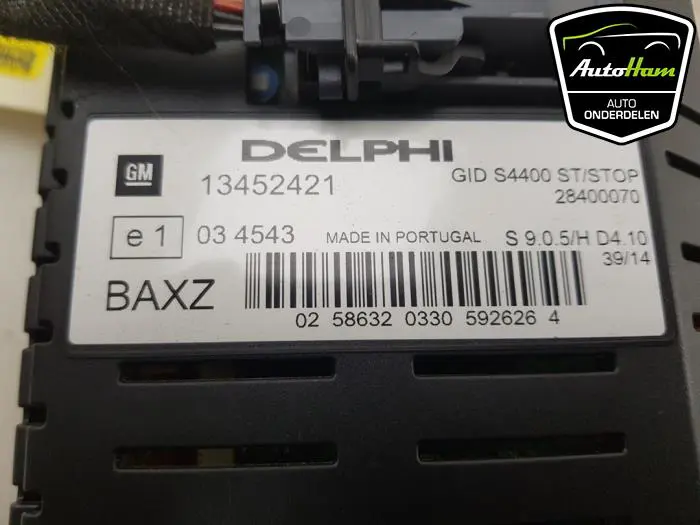 AutoHam
AUTO
ONDERDELEN
DELPHI
GM
13452421
GID S4400 ST/STOP
28400070
e1
03 4543
MADE IN PORTUGAL
S 9.0.5/H D4.10
39/14
BAXZ
02 58632 0330 592626 4